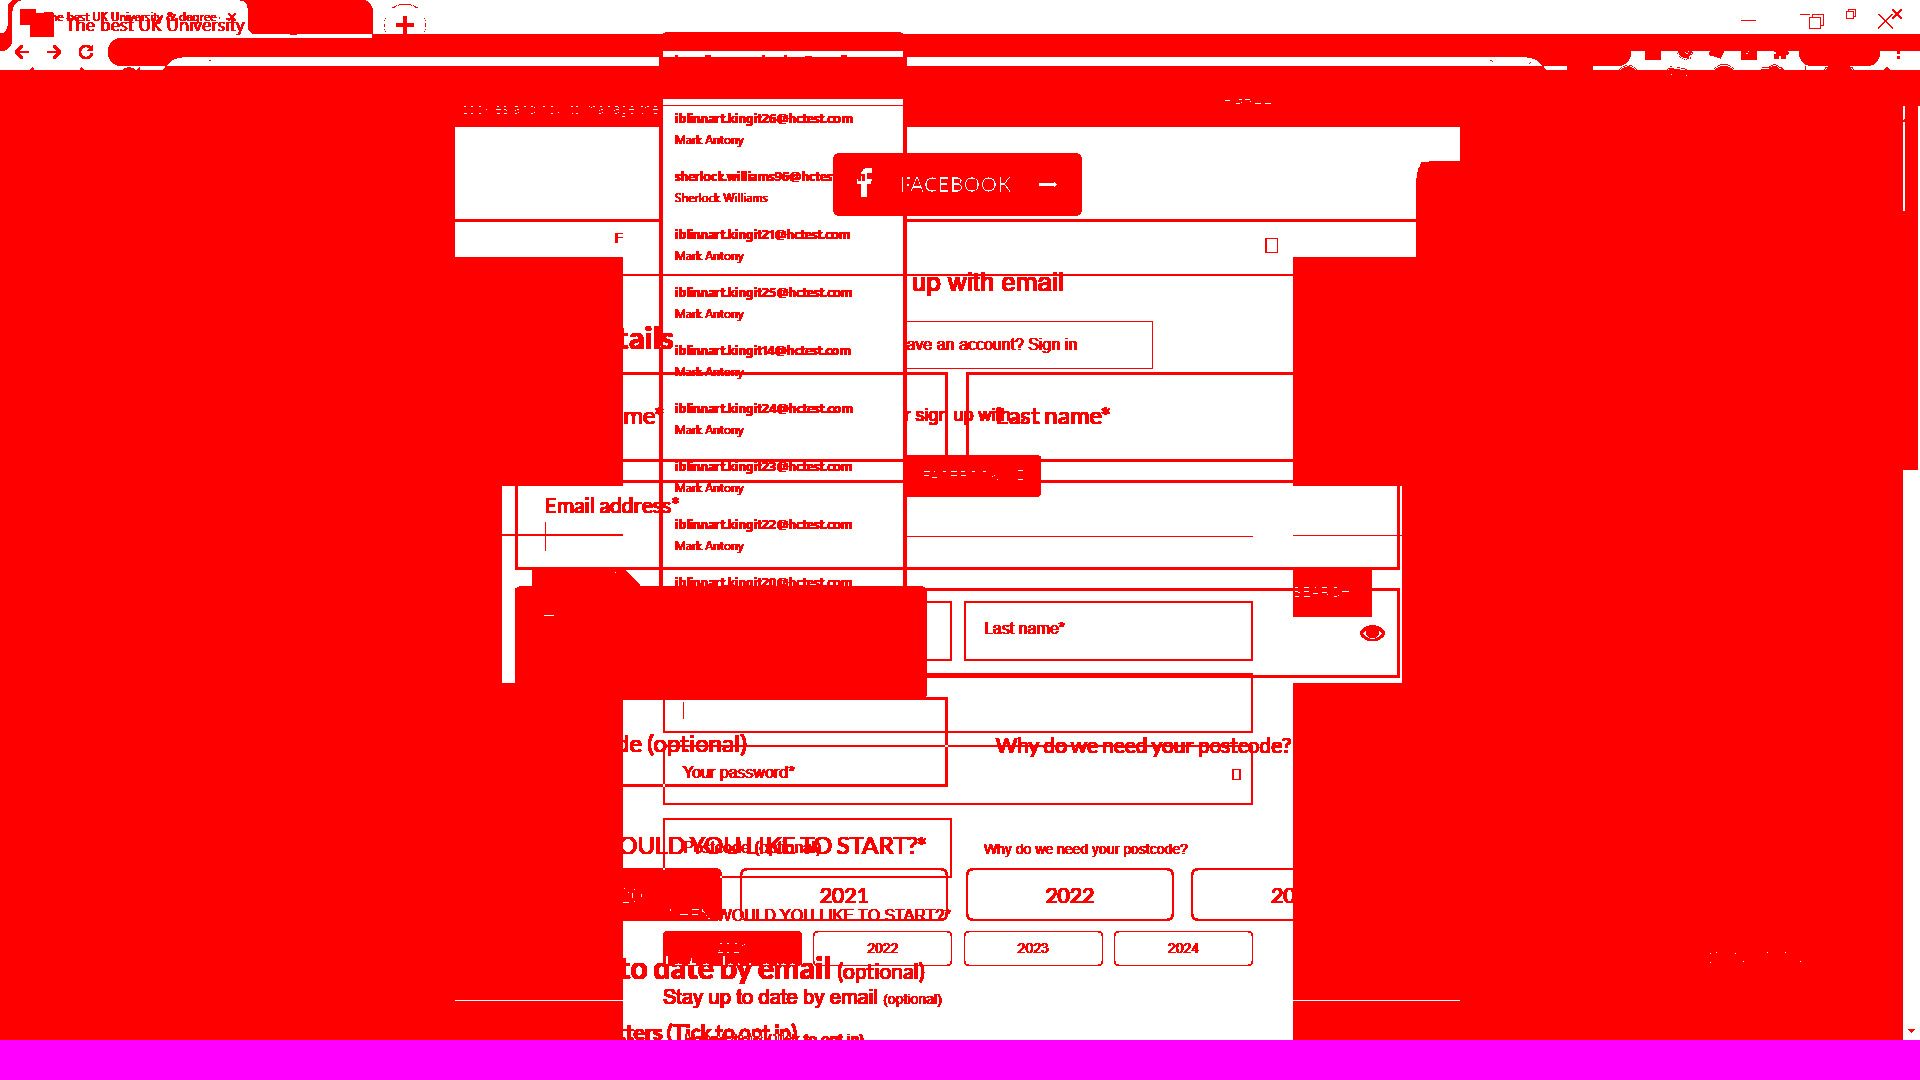 The best UK University & degree
The best UK University
iblinnart.kingit26@hctest.com
Mark Antony
sherlock.williams96@hctes
Sherlock Williams
FACEBOOK
iblinnart.kingit21@hctest.com
Mark Antony
up with email
iblinnart.kingit25@hctest.com
Mark Antony
tails
ave an account? Sign in
iblinnart.kingit14@hctest.com
Mark Antony
me*
iblinnart.kingit24@hctest.com
r sign up with
Last name*
Mark Antony
iblinnart.kingit23@hctest.com
Mark Antony
Email address*
iblinnart.kingit22@hctest.com
Mark Antony
iblinnart.kingit20@hctest.com
SEARCH
Last name*
de (optional)
Why do we need your postcode?
Your password*
OULD YOU LIKE TO START?*
Postcode (optional)
Why do we need your postcode?
2021
2022
20
WOULD YOU LIKE TO START?*
2022
2023
2024
to date by email (optional)
Stay up to date by email (optional)
ters (Tick to opt in)